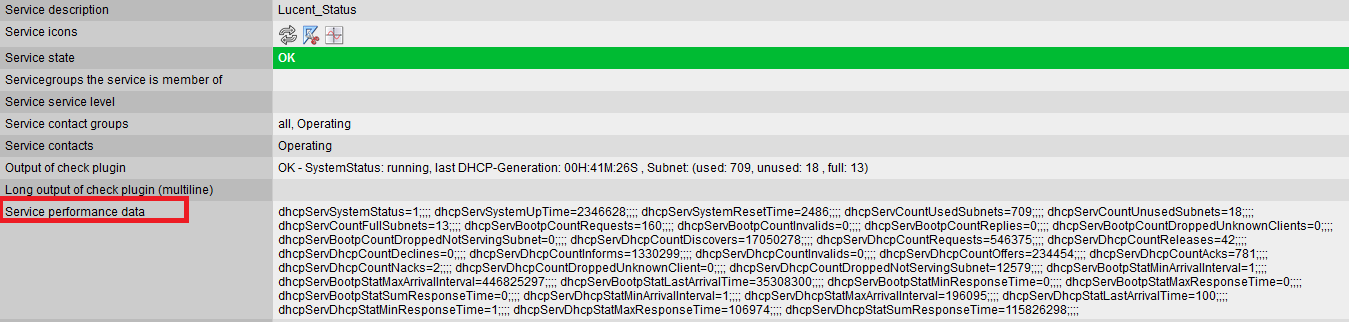 Service description Lucent_Status
Service icons
Service state OK
Servicegroups the service is member of
Service service level
Service contact groups all, Operating
Service contacts Operating
Output of check plugin OK - SystemStatus: running, last DHCP-Generation: 00H:41M:26S , Subnet: (used: 709, unused: 18 , full: 13)
Long output of check plugin (multiline)
Service performance data dhcpServSystemStatus=1;;;; dhcpServSystemUpTime=2346628;;;; dhcpServSystemResetTime=2486;;;; dhcpServCountUsedSubnets=709;;;; dhcpServCountUnusedSubnets=18;;;;
dhcpServCountFullSubnets=13;;;; dhcpServBootpCountRequests=160;;;; dhcpServBootpCountInvalids=0;;;; dhcpServBootpCountReplies=0;;;; dhcpServBootpCountDroppedUnknownClients=0;;;;
dhcpServBootpCountDroppedNotServingSubnet=0;;;; dhcpServDhcpCountDiscovers=17050278;;;; dhcpServDhcpCountRequests=546375;;;; dhcpServDhcpCountReleases=42;;;;
dhcpServDhcpCountDeclines=0;;;; dhcpServDhcpCountInforms=1330299;;;; dhcpServDhcpCountInvalids=0;;;; dhcpServDhcpCountOffers=234454;;;; dhcpServDhcpCountAcks=781;;;;
dhcpServDhcpCountNacks=2;;;; dhcpServDhcpCountDroppedUnknownClient=0;;;; dhcpServDhcpCountDroppedNotServingSubnet=12579;;;; dhcpServBootpStatMinArrivalInterval=1;;;;
dhcpServBootpStatMaxArrivalInterval=446825297;;;; dhcpServBootpStatLastArrivalTime=35308300;;;; dhcpServBootpStatMinResponseTime=0;;;; dhcpServBootpStatMaxResponseTime=0;;;;
dhcpServBootpStatSumResponseTime=0;;;; dhcpServDhcpStatMinArrivalInterval=1;;;; dhcpServDhcpStatMaxArrivalInterval=196095;;;; dhcpServDhcpStatLastArrivalTime=100;;;;
dhcpServDhcpStatMinResponseTime=1;;;; dhcpServDhcpStatMaxResponseTime=106974;;;; dhcpServDhcpStatSumResponseTime=115826298;;;;